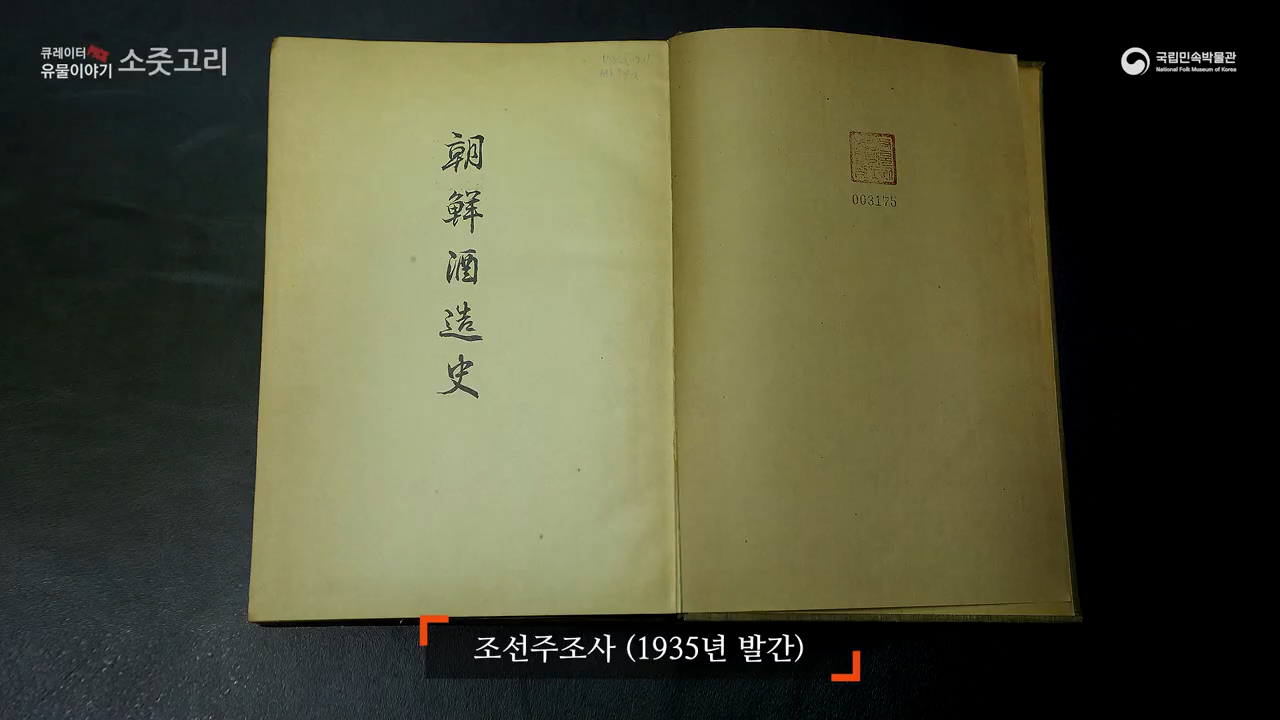 큐레이터
유물이야기 소줏고리
국립민속박물관
National Folk Museum of Korea
朝鮮酒造史
003175
조선주조사 (1935년 발간)